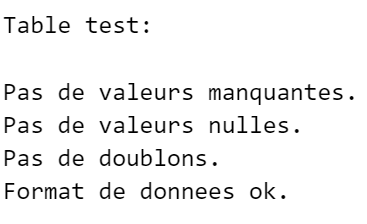 Table test:
Pas de valeurs manquantes.
Pas de valeurs nulles.
Pas de doublons.
Format de donnees ok.